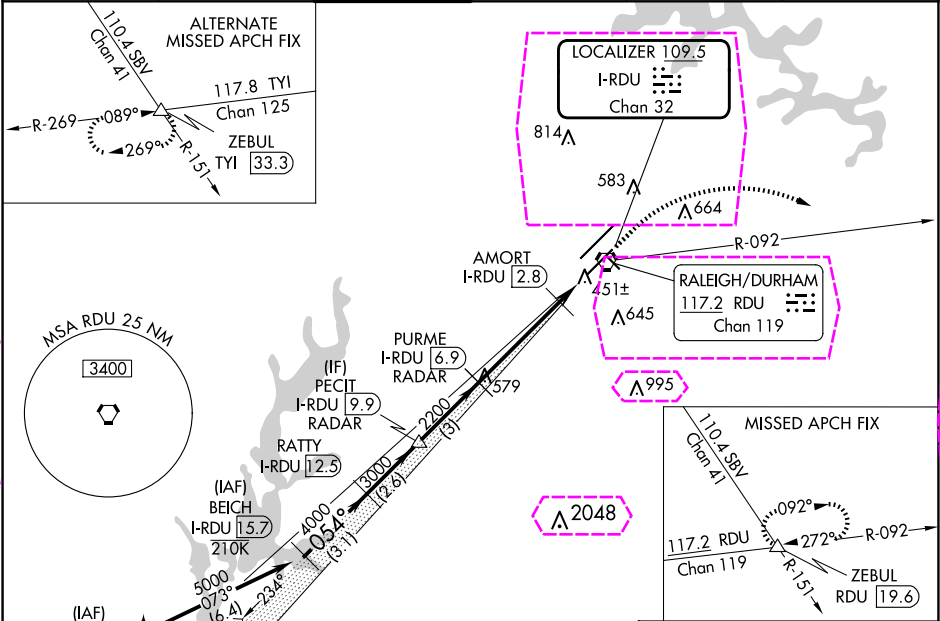 ALTERNATE
MISSED APCH FIX
110.4 SBV
Chan 41
117.8 TYI
Chan 125
R-269
089°
269°
R-151
ZEBUL
TYI 33.3
LOCALIZER 109.5
I-RDU
Chan 32
814
583
664
R-092
AMORT
I-RDU 2.8
451±
RALEIGH/DURHAM
117.2 RDU
Chan 119
645
MSA RDU 25 NM
3400
PURME
I-RDU 6.9
RADAR
579
995
(IF)
PECIT
I-RDU 9.9
RADAR
2200
(3)
RATTY
I-RDU 12.5
3000
(2.6)
(IAF)
BEICH
I-RDU 15.7
210K
4000
054°
(3.1)
2048
5000
073°
(6.4)
234°
(IAF)
MISSED APCH FIX
110.4 SBV
Chan 41
092°
272°
R-092
117.2 RDU
Chan 119
R-151
ZEBUL
RDU 19.6